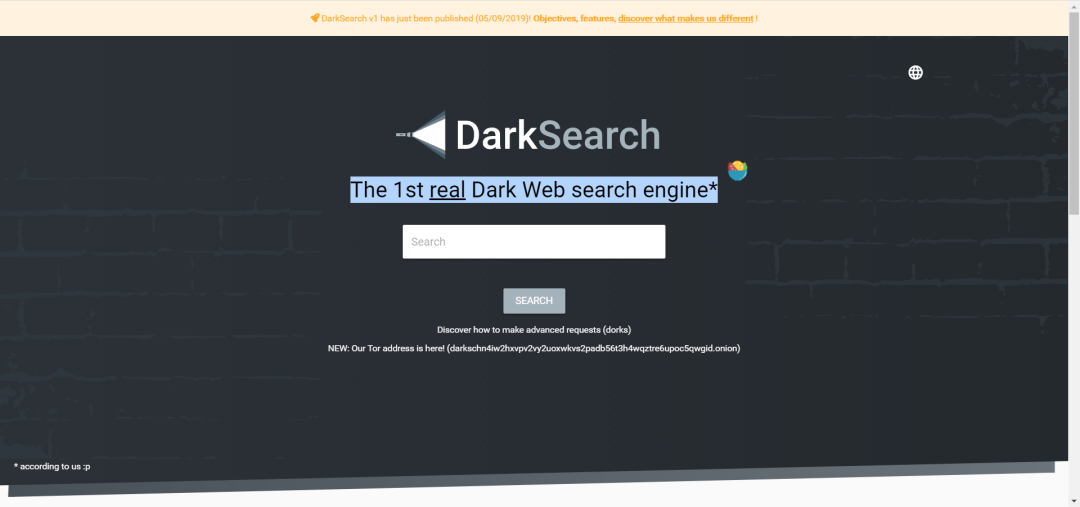 DarkSearch v1 has just been published (05/09/2019)! Objectives, features, discover what makes us different !
DarkSearch
The 1st real Dark Web search engine*
Search
SEARCH
Discover how to make advanced requests (dorks)
NEW: Our Tor address is here! (darkschn4iw2hxvpv2vy2uoxwkvs2padb56t3h4wqztre6upoc5qwgid.onion)
* according to us :p